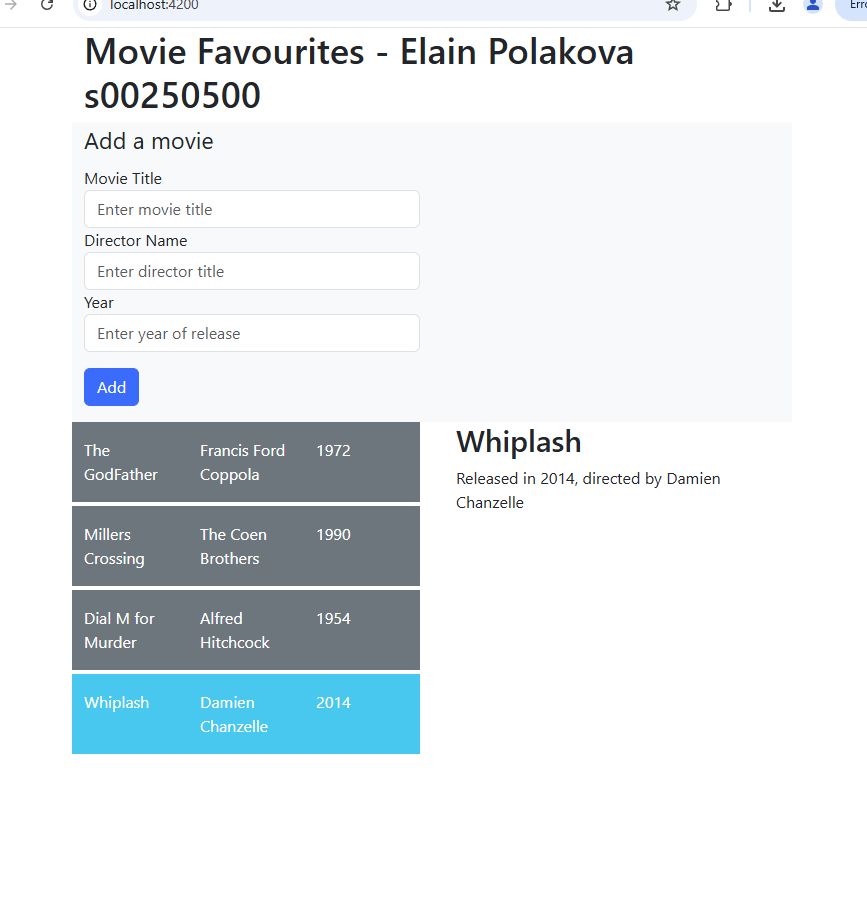 localhost:4200
Movie Favourites - Elain Polakova
s00250500
Add a movie
Movie Title
Enter movie title
Director Name
Enter director title
Year
Enter year of release
Add
The GodFather
Francis Ford Coppola
1972
Millers Crossing
The Coen Brothers
1990
Dial M for Murder
Alfred Hitchcock
1954
Whiplash
Damien Chanzelle
2014
Whiplash
Released in 2014, directed by Damien
Chanzelle